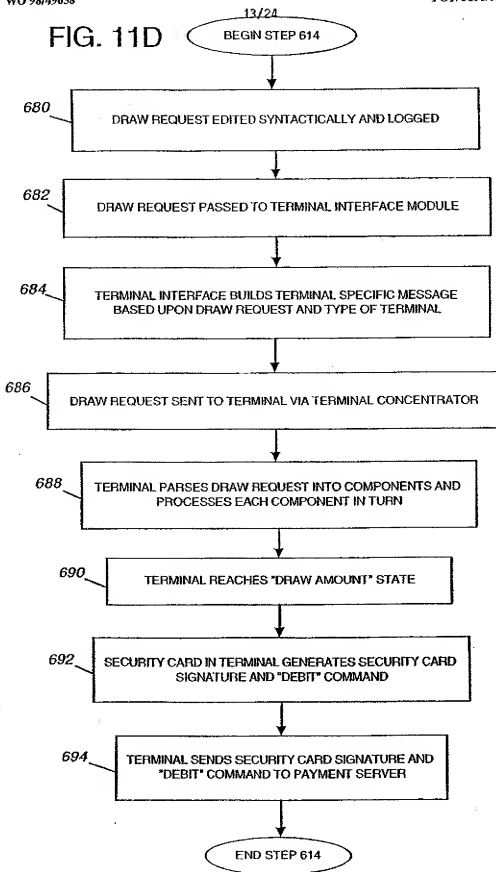 WO 98/49658
13/24
FIG. 11D
BEGIN STEP 614
680
DRAW REQUEST EDITED SYNTACTICALLY AND LOGGED
682
DRAW REQUEST PASSED TO TERMINAL INTERFACE MODULE
684
TERMINAL INTERFACE BUILDS TERMINAL SPECIFIC MESSAGE
BASED UPON DRAW REQUEST AND TYPE OF TERMINAL
686
DRAW REQUEST SENT TO TERMINAL VIA TERMINAL CONCENTRATOR
688
TERMINAL PARSES DRAW REQUEST INTO COMPONENTS AND
PROCESSES EACH COMPONENT IN TURN
690
TERMINAL REACHES "DRAW AMOUNT" STATE
692
SECURITY CARD IN TERMINAL GENERATES SECURITY CARD
SIGNATURE AND "DEBIT" COMMAND
694
TERMINAL SENDS SECURITY CARD SIGNATURE AND
"DEBIT" COMMAND TO PAYMENT SERVER
END STEP 614